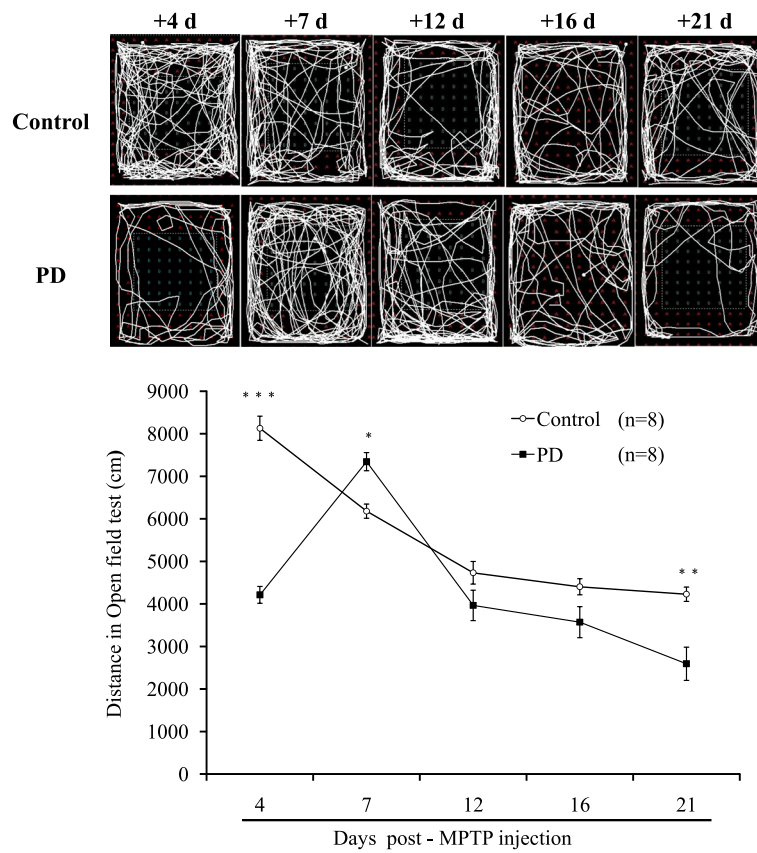 +4 d +7 d +12 d +16 d +21 d
Control
PD
9000
8000
7000
6000
5000
4000
3000
2000
1000
0
Distance in Open field test (cm)
* * *
*
* *
Control (n=8)
PD (n=8)
4 7 12 16 21
Days post - MPTP injection